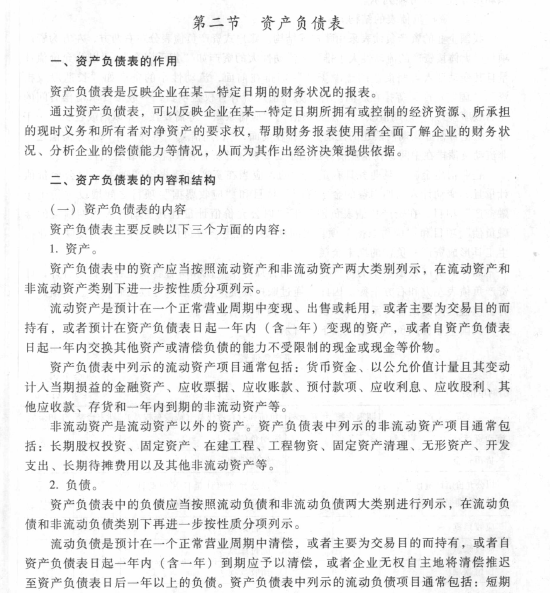 第二节 资产负债表
一、资产负债表的作用
资产负债表是反映企业在某一特定日期的财务状况的报表。
通过资产负债表，可以反映企业在某一特定日期所拥有或控制的经济资源、所承担
的现时义务和所有者对净资产的要求权，帮助财务报表使用者全面了解企业的财务状
况、分析企业的偿债能力等情况，从而为其作出经济决策提供依据。
二、资产负债表的内容和结构
（一）资产负债表的内容
资产负债表主要反映以下三个方面的内容：
1. 资产。
资产负债表中的资产应当按照流动资产和非流动资产两大类别列示，在流动资产和
非流动资产类别下进一步按性质分项列示。
流动资产是预计在一个正常营业周期中变现、出售或耗用，或者主要为交易目的而
持有，或者预计在资产负债表日起一年内（含一年）变现的资产，或者自资产负债表
日起一年内交换其他资产或清偿负债的能力不受限制的现金或现金等价物。
资产负债表中列示的流动资产项目通常包括：货币资金、以公允价值计量且其变动
计入当期损益的金融资产、应收票据、应收账款、预付款项、应收利息、应收股利、其
他应收款、存货和一年内到期的非流动资产等。
非流动资产是流动资产以外的资产。资产负债表中列示的非流动资产项目通常包
括：长期股权投资、固定资产、在建工程、工程物资、固定资产清理、无形资产、开发
支出、长期待摊费用以及其他非流动资产等。
2. 负债。
资产负债表中的负债应当按照流动负债和非流动负债两大类别进行列示，在流动负
债和非流动负债类别下再进一步按性质分项列示。
流动负债是预计在一个正常营业周期中清偿，或者主要为交易目的而持有，或者自
资产负债表日起一年内（含一年）到期应予以清偿，或者企业无权自主地将清偿推迟
至资产负债表日后一年以上的负债。资产负债表中列示的流动负债项目通常包括：短期